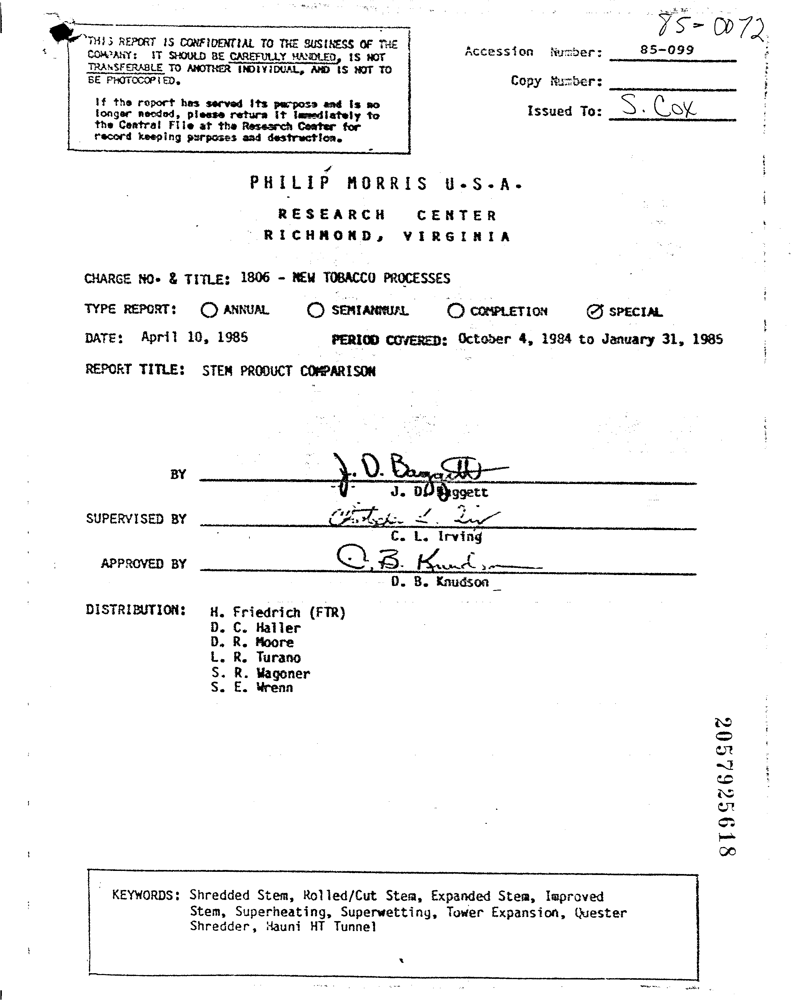 85-0072
THIS REPORT IS CONFIDENTIAL TO THE BUSINESS OF THE
COMPANY: IT SHOULD BE CAREFULLY HANDLED, IS NOT
TRANSFERABLE TO ANOTHER INDIVIDUAL, AND IS NOT TO
BE PHOTOCOPIED.
If the report has served its purpose and is no
longer needed, please return it immediately to
the Central File at the Research Center for
record keeping purposes and destruction.
Accession Number: 85-099
Copy Number:
Issued To: S. Cox
PHILIP MORRIS U.S.A.
RESEARCH CENTER
RICHMOND, VIRGINIA
CHARGE NO. & TITLE: 1806 - NEW TOBACCO PROCESSES
TYPE REPORT: ANNUAL SEMIANNUAL COMPLETION SPECIAL
DATE: April 10, 1985 PERIOD COVERED: October 4, 1984 to January 31, 1985
REPORT TITLE: STEM PRODUCT COMPARISON
BY J. D. Baggett
J. D. Baggett
SUPERVISED BY
C. L. Irving
APPROVED BY D. B. Knudson
D. B. Knudson
DISTRIBUTION: H. Friedrich (FTR)
D. C. Haller
D. R. Moore
L. R. Turano
S. R. Wagoner
S. E. Wrenn
2057925618
KEYWORDS: Shredded Stem, Rolled/Cut Stem, Expanded Stem, Improved
Stem, Superheating, Superwetting, Tower Expansion, Quester
Shredder, Hauni HT Tunnel